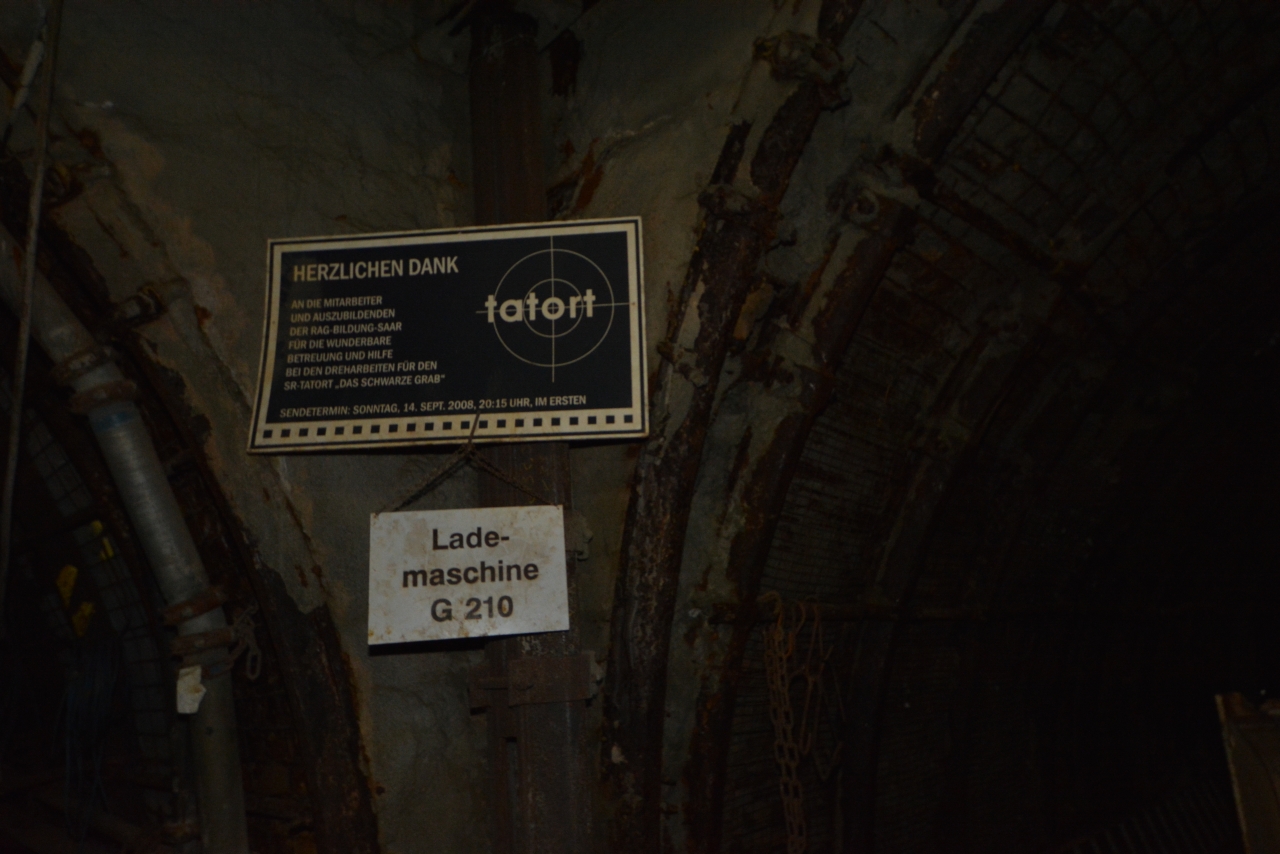 HERZLICHEN DANK
AN DIE MITARBEITER
UND AUSZUBILDENDEN
DER RAG-BILDUNG-SAAR
FÜR DIE WUNDERBARE
BETREUUNG UND HILFE
BEI DEN DREHARBEITEN FÜR DEN
SR-TATORT „DAS SCHWARZE GRAB“
tatort
SENDETERMIN: SONNTAG, 14. SEPT. 2008, 20:15 UHR, IM ERSTEN
Lade-
maschine
G 210